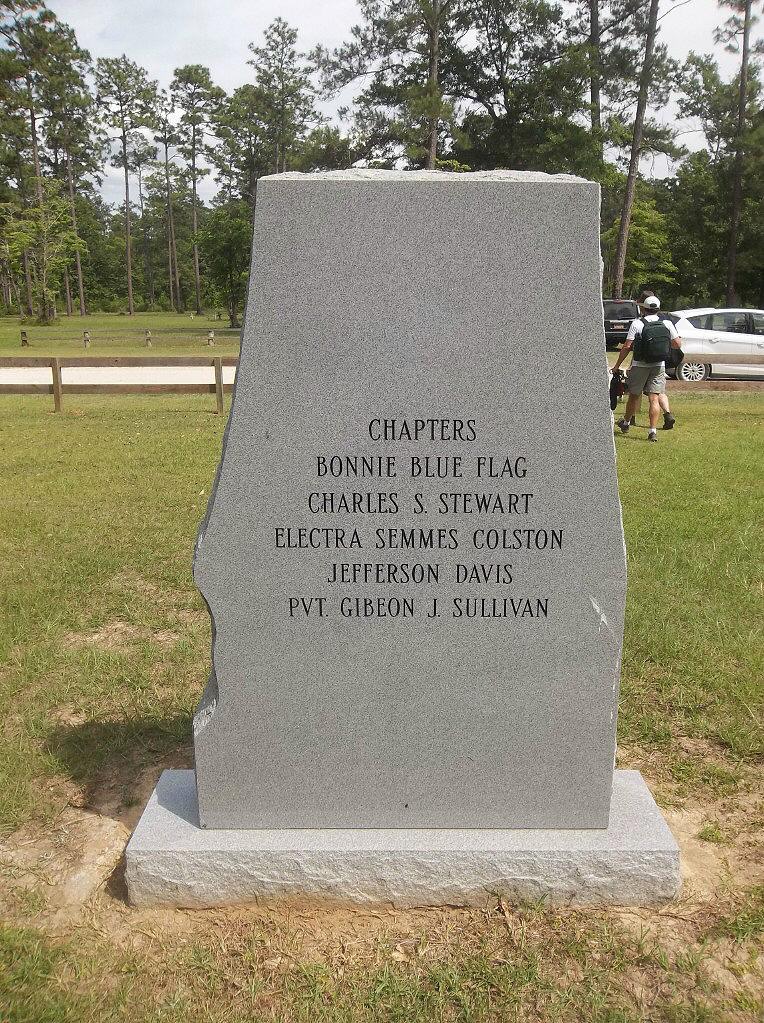 CHAPTERS
BONNIE BLUE FLAG
CHARLES S. STEWART
ELECTRA SEMMES COLSTON
JEFFERSON DAVIS
PVT. GIBEON J. SULLIVAN